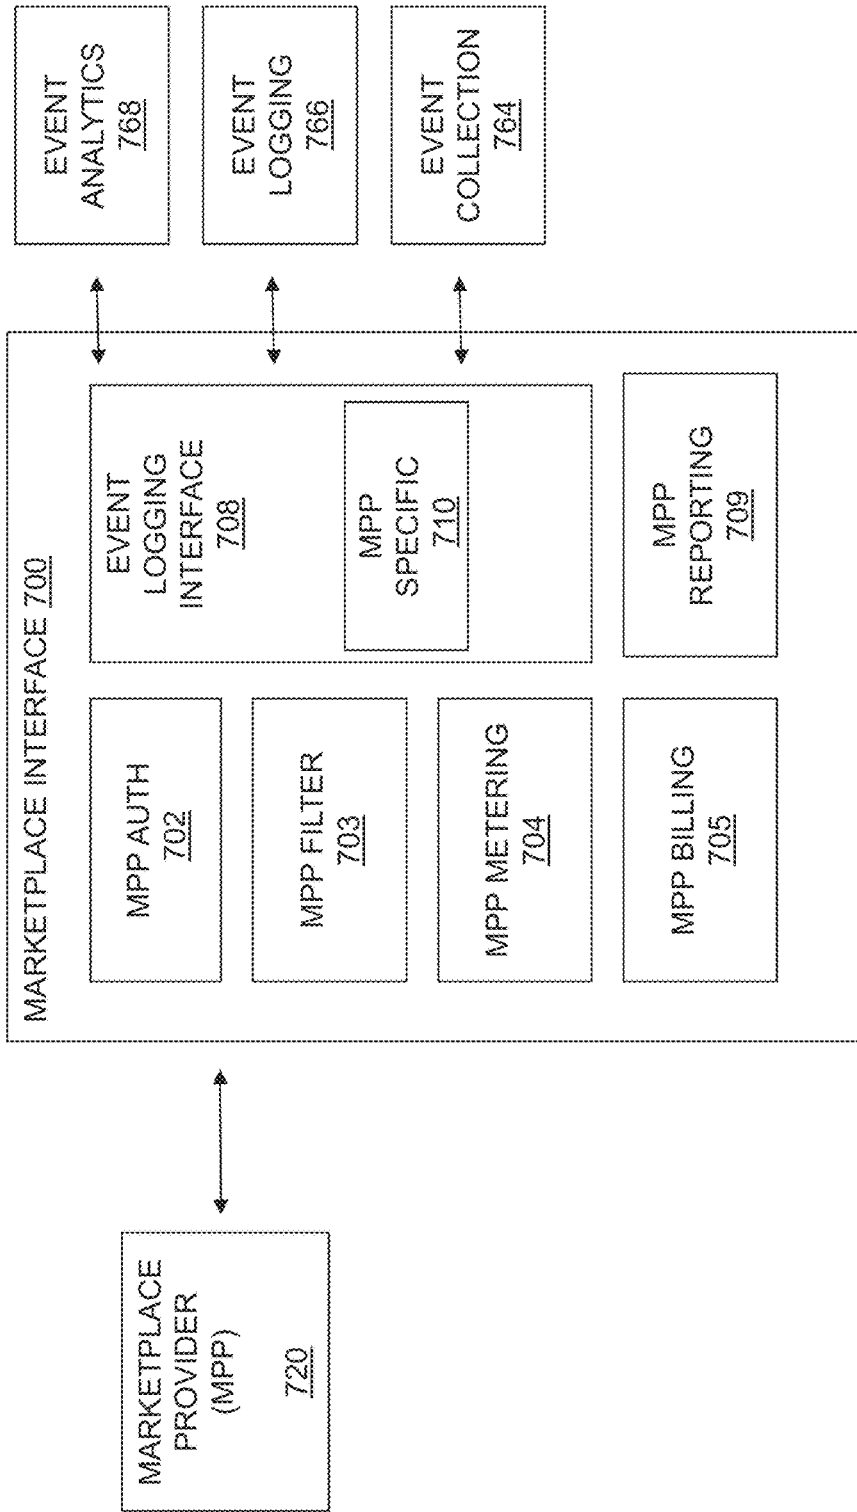 MARKETPLACE
PROVIDER
(MPP)
720
MARKETPLACE INTERFACE 700
MPP AUTH
702
MPP FILTER
703
MPP METERING
704
MPP BILLING
705
EVENT
LOGGING
INTERFACE
708
MPP
SPECIFIC
710
MPP
REPORTING
709
EVENT
ANALYTICS
768
EVENT
LOGGING
766
EVENT
COLLECTION
764